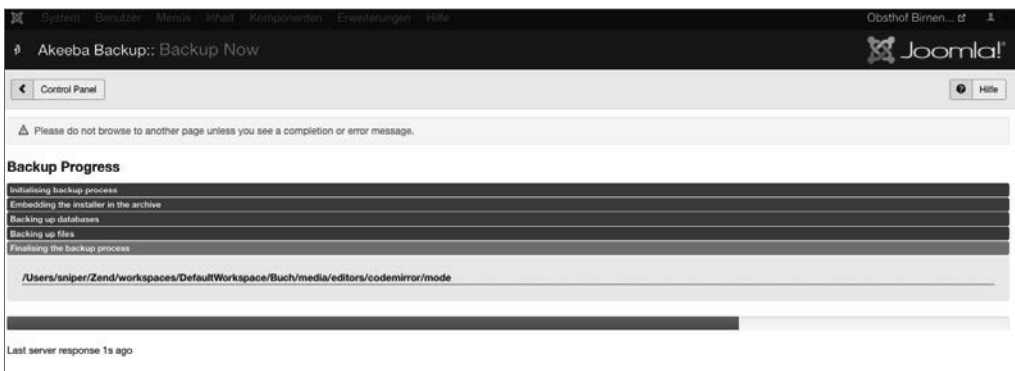 System Benutzer Menüs Inhalt Komponenten Erweiterungen Hilfe Obsthof Birnen...
Akeeba Backup:: Backup Now Joomla!®
Control Panel Hilfe
Please do not browse to another page unless you see a completion or error message.
Backup Progress
Initialising backup process
Embedding the installer in the archive
Backing up databases
Backing up files
Finalising the backup process
/Users/sniper/Zend/workspaces/DefaultWorkspace/Buch/media/editors/codemirror/mode
Last server response 1s ago